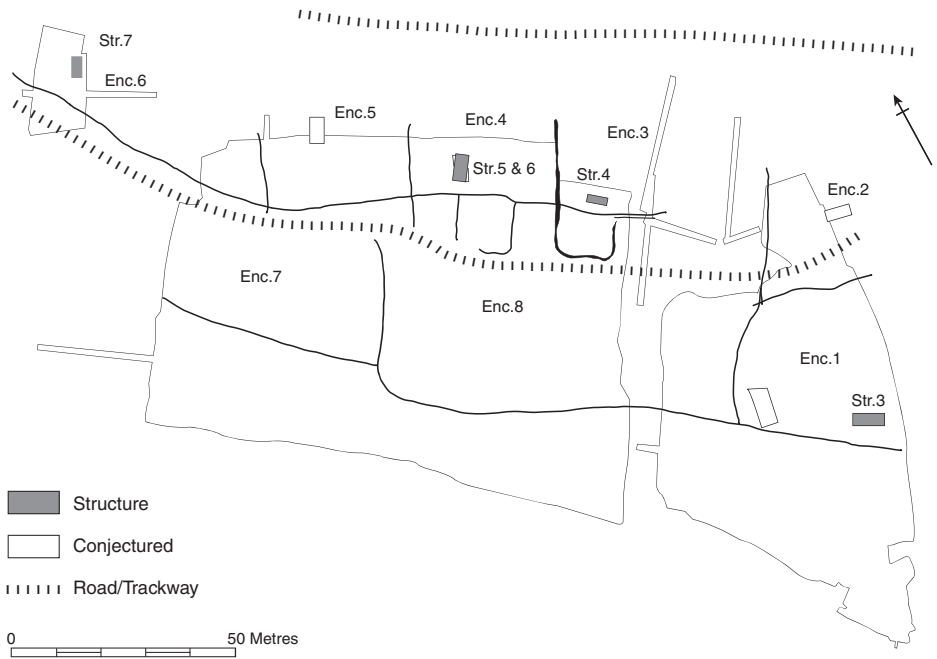 Str.7
Enc.6
Enc.5
Enc.4
Enc.3
Str.5 & 6
Str.4
Enc.2
Enc.7
Enc.8
Enc.1
Str.3
Structure
Conjectured
Road/Trackway
0 50 Metres